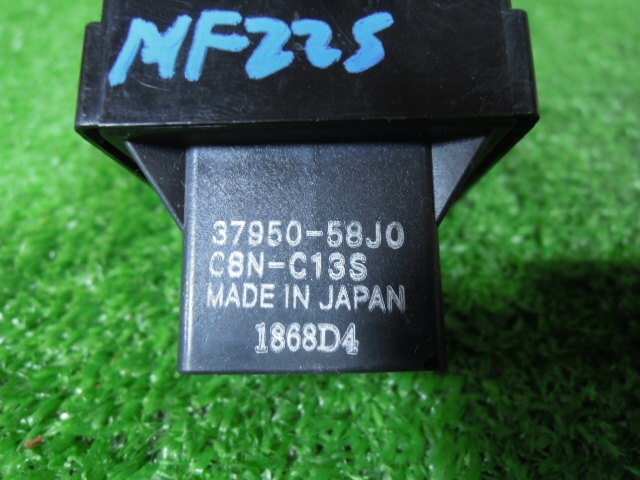 MF22S
37950-58J0
C8N-C13S
MADE IN JAPAN
1868D4